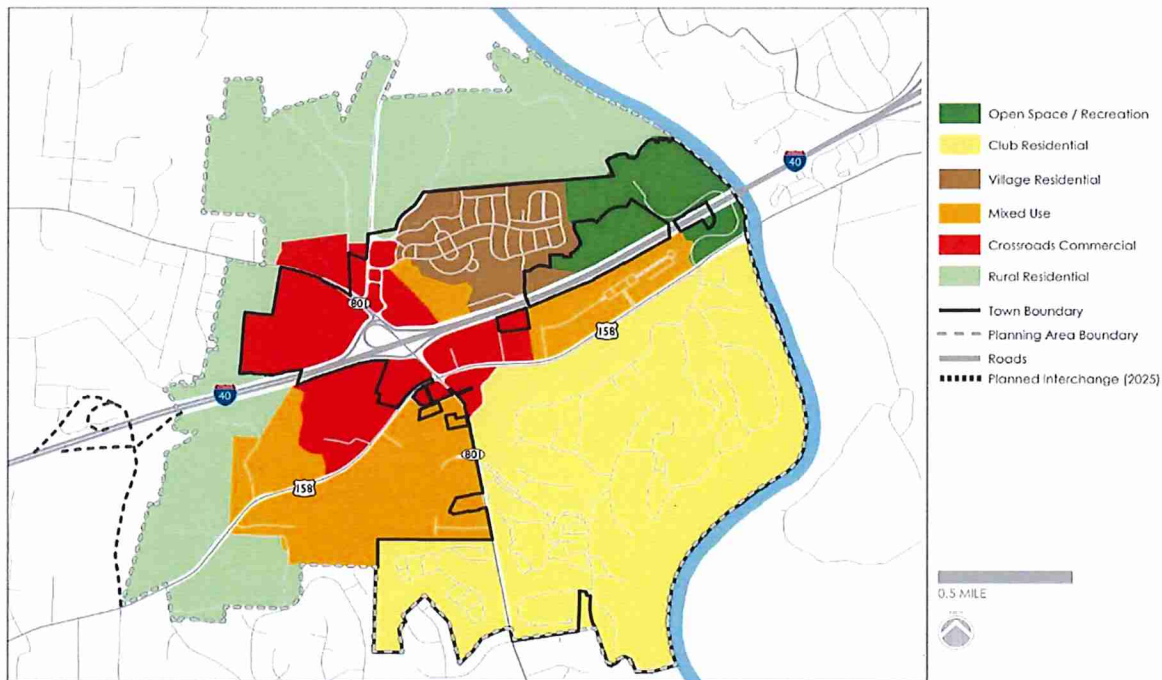 40
801
158
40
801
158
Open Space / Recreation
Club Residential
Village Residential
Mixed Use
Crossroads Commercial
Rural Residential
Town Boundary
Planning Area Boundary
Roads
Planned Interchange (2025)
0.5 MILE